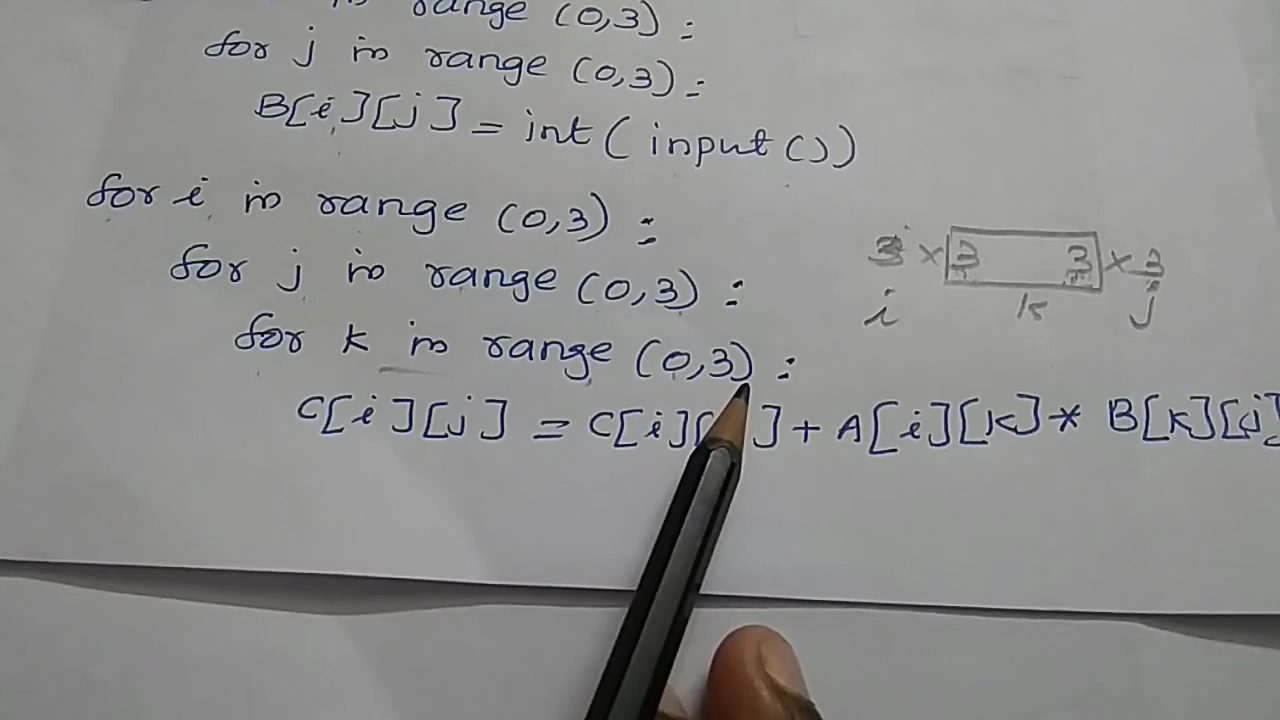 in range (0,3):
for j in range (0,3):
B[i][j] = int(input())
for i in range (0,3):
for j in range (0,3):
for k in range (0,3):
C[i][j] = C[i][ ] + A[i][k] * B[k][j]
3 × 3 3 × 3
i k j